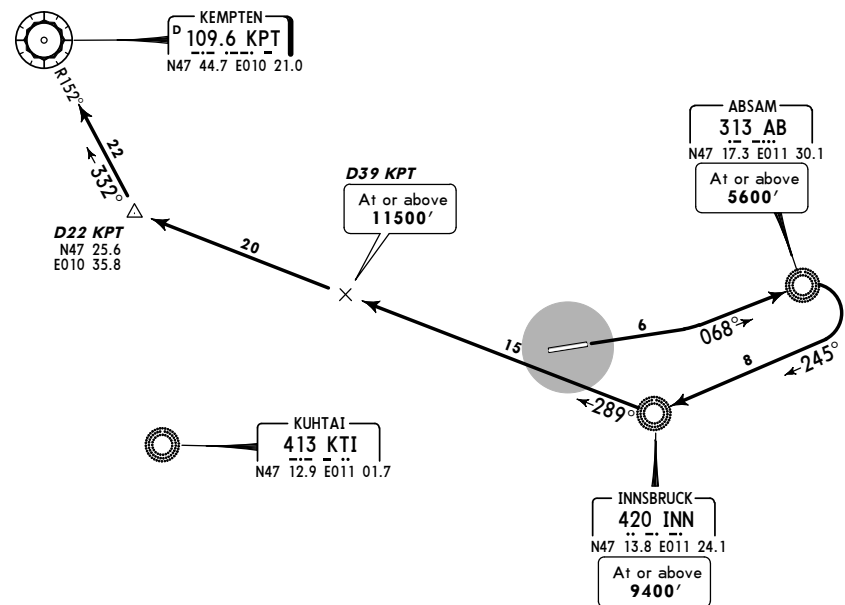 KEMPTEN
D 109.6 KPT
N47 44.7 E010 21.0
R152°
22
332°
D22 KPT
N47 25.6
E010 35.8
20
D39 KPT
At or above
11500'
ABSAM
313 AB
N47 17.3 E011 30.1
At or above
5600'
6
068°
15
8
245°
289°
KUHTAI
413 KTI
N47 12.9 E011 01.7
INNSBRUCK
420 INN
N47 13.8 E011 24.1
At or above
9400'